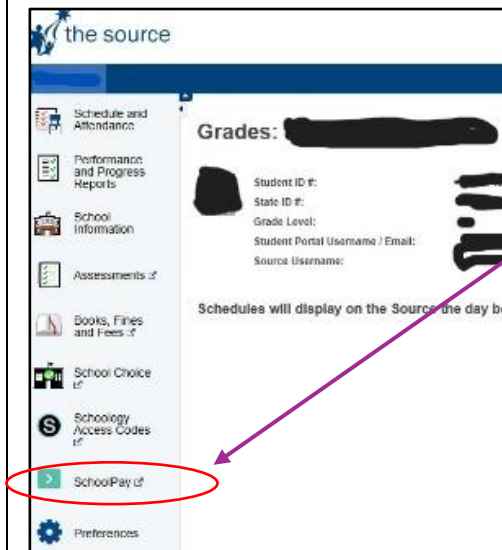 the source
Schedule and
Attendance
Performance
and Progress
Reports
School
Information
Assessments
Books, Fines
and Fees
School Choice
Schoology
Access Codes
SchoolPay
Preferences
Grades:
Student ID #:
State ID #:
Grade Level:
Student Portal Username / Email:
Source Username:
Schedules will display on the Source the day b